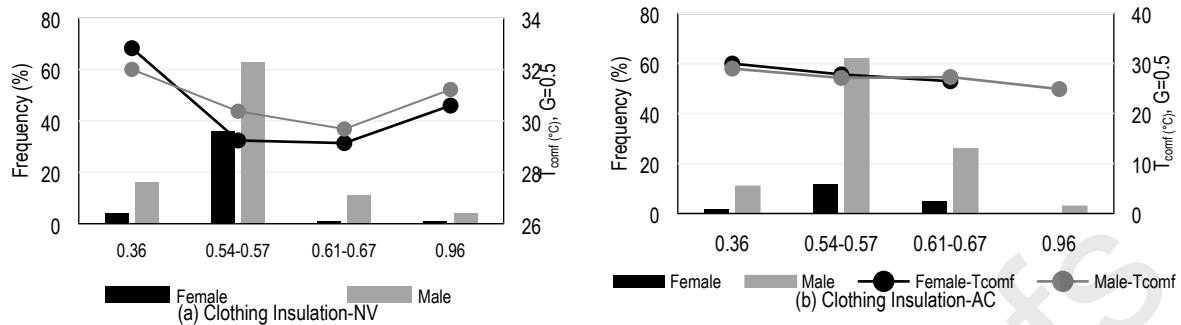 80
60
40
20
0
Frequency (%)
34
32
30
28
26
Tcomf (°C), G=0.5
0.36 0.54-0.57 0.61-0.67 0.96
Female Male
(a) Clothing Insulation-NV
80
60
40
20
0
Frequency (%)
40
30
20
10
0
Tcomf (°C), G=0.5
0.36 0.54-0.57 0.61-0.67 0.96
Female Male Female-Tcomf Male-Tcomf
(b) Clothing Insulation-AC